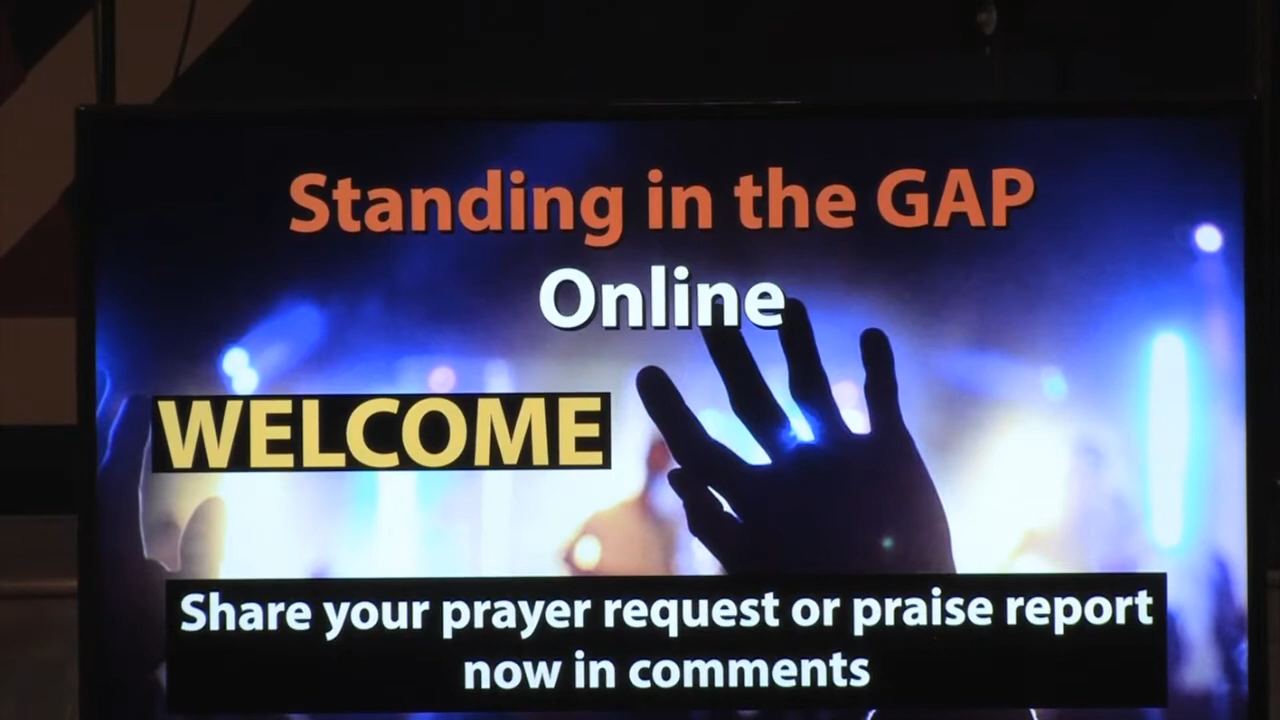 Standing in the GAP
Online
WELCOME
Share your prayer request or praise report
now in comments